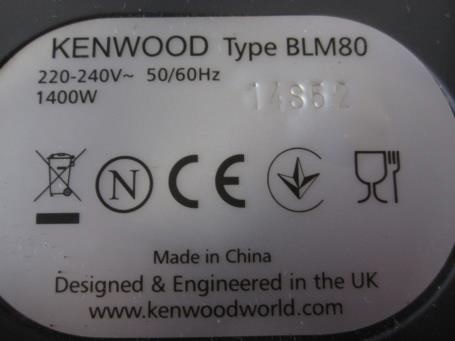 KENWOOD Type BLM80
220-240V~ 50/60Hz
1400W
14S52
N
CE
Made in China
Designed & Engineered in the UK
www.kenwoodworld.com